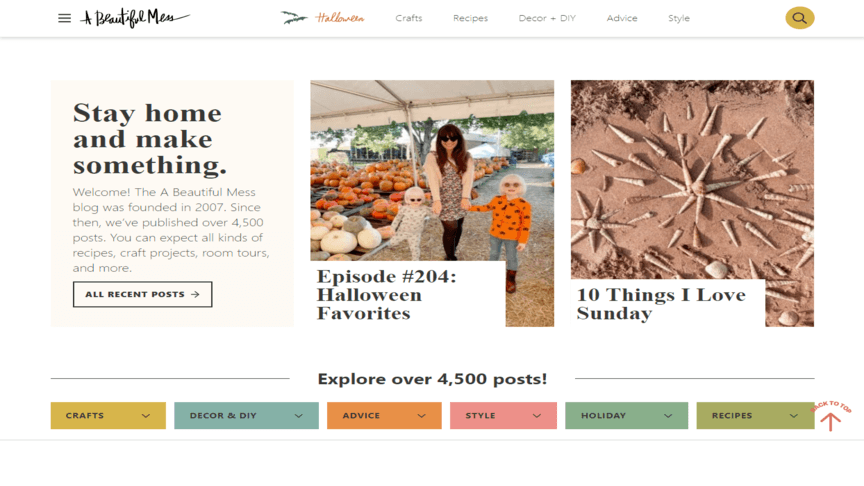 A Beautiful Mess
Halloween
Crafts
Recipes
Decor + DIY
Advice
Style
Stay home
and make
something.
Welcome! The A Beautiful Mess
blog was founded in 2007. Since
then, we've published over 4,500
posts. You can expect all kinds of
recipes, craft projects, room tours,
and more.
ALL RECENT POSTS
Episode #204:
Halloween
Favorites
10 Things I Love
Sunday
Explore over 4,500 posts!
CRAFTS
DECOR & DIY
ADVICE
STYLE
HOLIDAY
RECIPES
BACK TO TOP